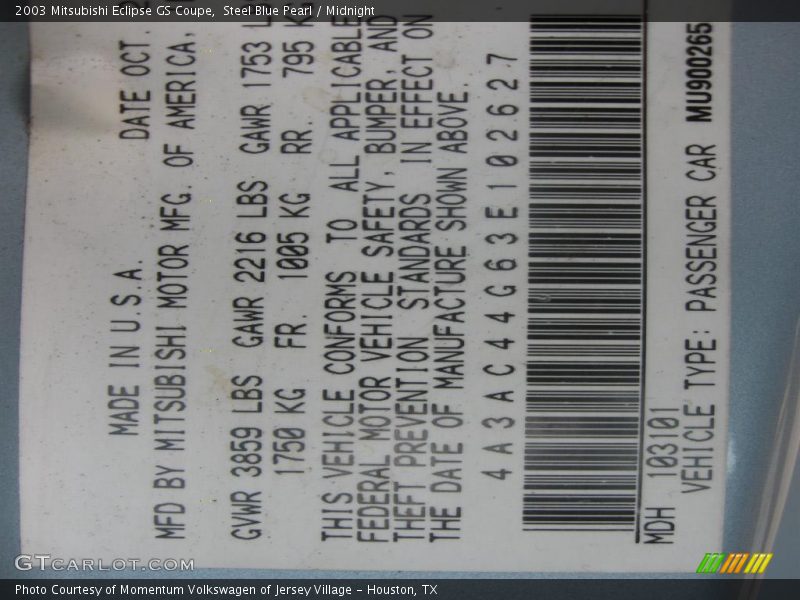 2003 Mitsubishi Eclipse GS Coupe,  Steel Blue Pearl / Midnight
MADE IN U.S.A. DATE OCT.
MFD BY MITSUBISHI MOTOR MFG. OF AMERICA,
GVWR 3859 LBS GAWR 2216 LBS GAWR 1753
1750 KG FR. 1005 KG RR. 795 KG
THIS VEHICLE CONFORMS TO ALL APPLICABLE
FEDERAL MOTOR VEHICLE SAFETY, BUMPER, AND
THEFT PREVENTION STANDARDS IN EFFECT ON
THE DATE OF MANUFACTURE SHOWN ABOVE.
4A3AC44G63E102627
MDH 103101
VEHICLE TYPE: PASSENGER CAR MU900265
GTCARLOT.COM
Photo Courtesy of Momentum Volkswagen of Jersey Village - Houston, TX